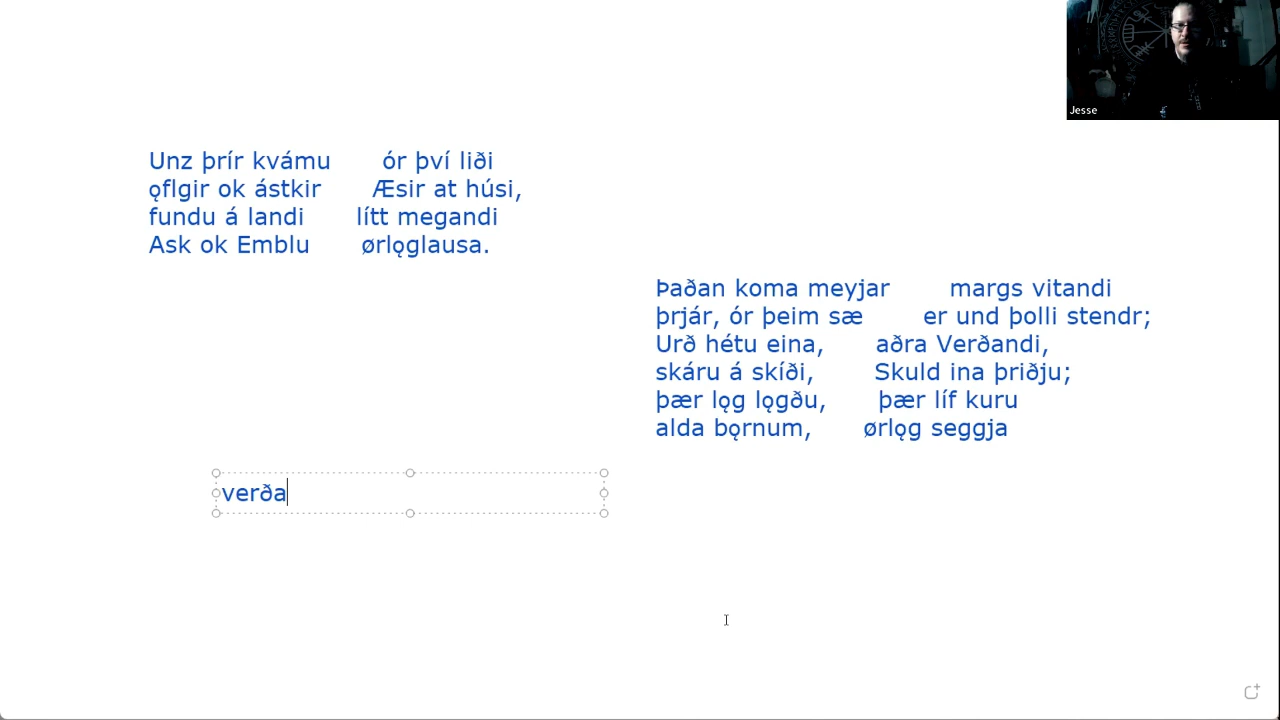 Jesse
Unz þrír kvámu ór því liði
ǫflgir ok ástkir Æsir at húsi,
fundu á landi lítt megandi
Ask ok Emblu ørlǫglausa.
Þaðan koma meyjar margs vitandi
þrjár, ór þeim sæ er und þolli stendr;
Urð hétu eina, aðra Verðandi,
skáru á skíði, Skuld ina þriðju;
þær lǫg lǫgðu, þær líf kuru
alda bǫrnum, ørlǫg seggja
verða